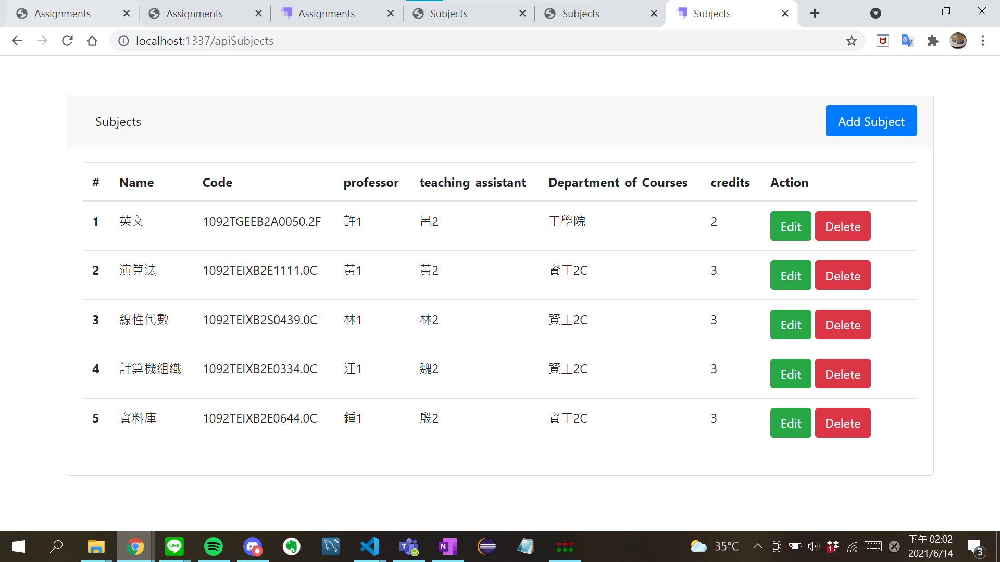 Assignments Assignments Assignments Subjects Subjects Subjects
localhost:1337/apiSubjects
Subjects Add Subject
# Name Code professor teaching_assistant Department_of_Courses credits Action
1 英文 1092TGEEB2A0050.2F 許1 呂2 工學院 2 Edit Delete
2 演算法 1092TEIXB2E1111.0C 黃1 黃2 資工2C 3 Edit Delete
3 線性代數 1092TEIXB2S0439.0C 林1 林2 資工2C 3 Edit Delete
4 計算機組織 1092TEIXB2E0334.0C 汪1 魏2 資工2C 3 Edit Delete
5 資料庫 1092TEIXB2E0644.0C 鍾1 殷2 資工2C 3 Edit Delete
LINE
35°C
1
下午 02:02
2021/6/14
3